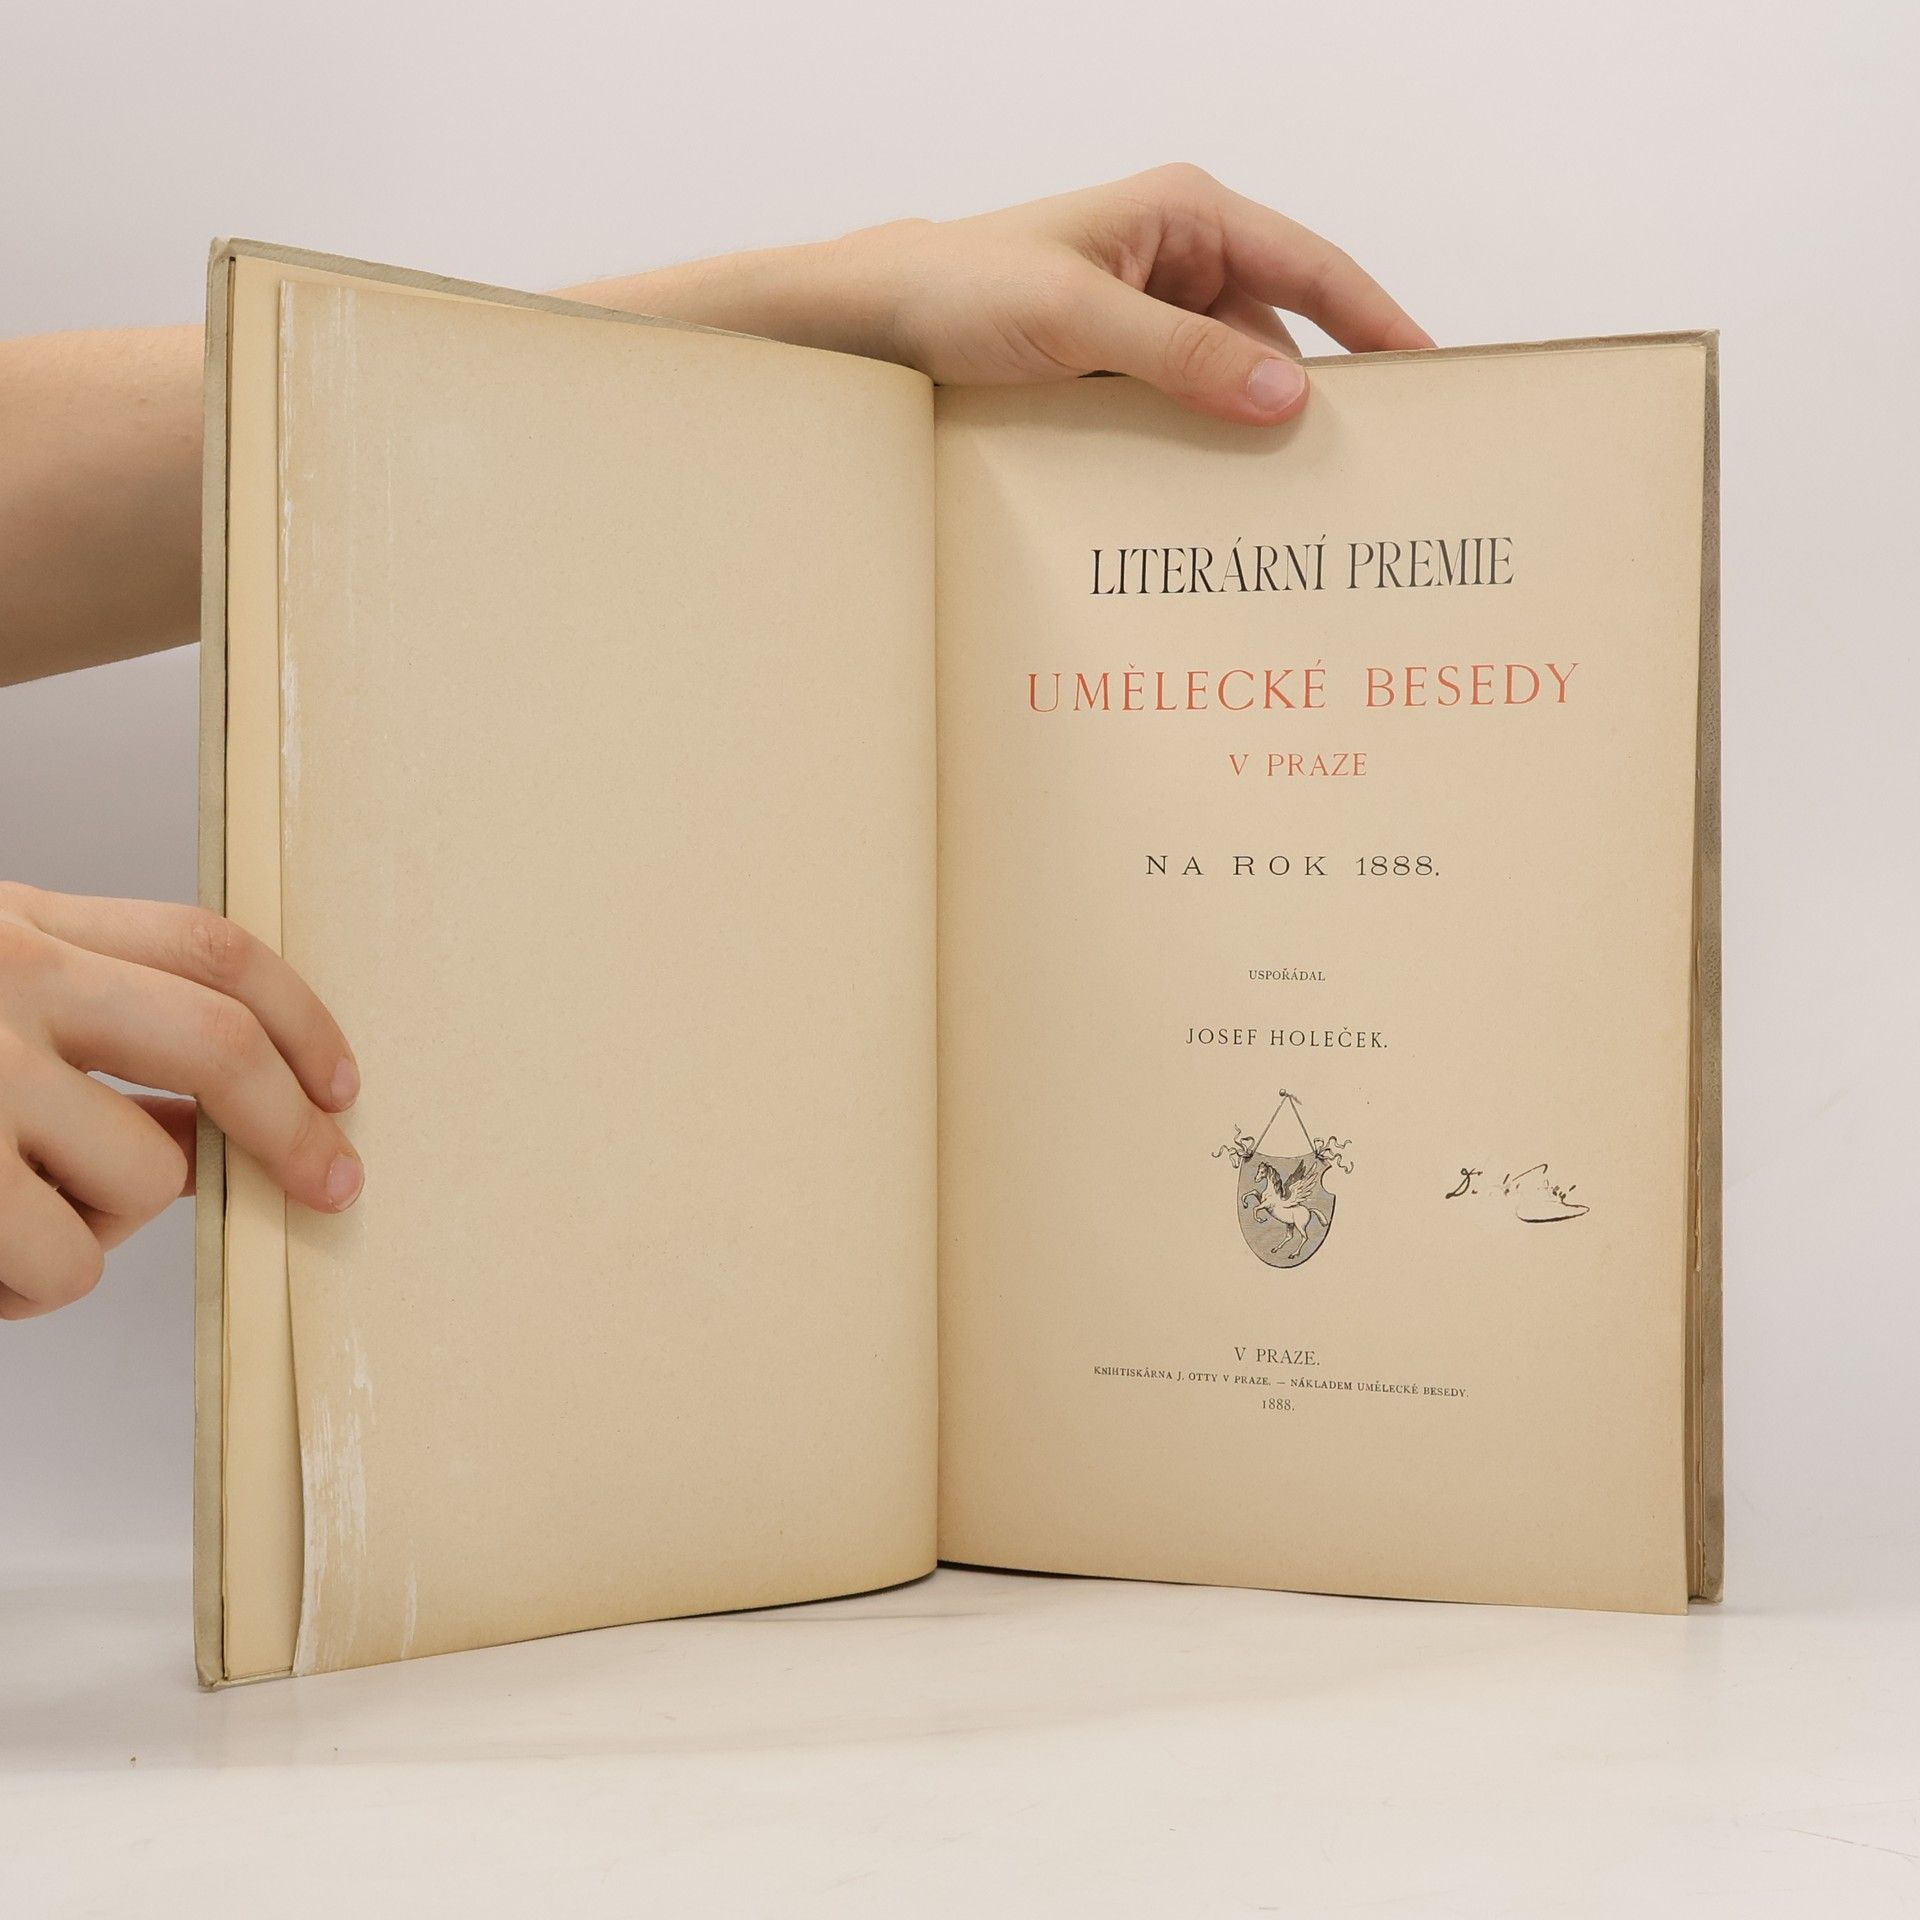 LITERÁRNÍ PREMIE
UMĚLECKÉ BESEDY
V PRAZE
NA ROK 1888.
USPOŘÁDAL
JOSEF HOLEČEK.
Dr.
V PRAZE.
KNIHTISKÁRNA J. OTTY V PRAZE. — NÁKLADEM UMĚLECKÉ BESEDY.
1888.